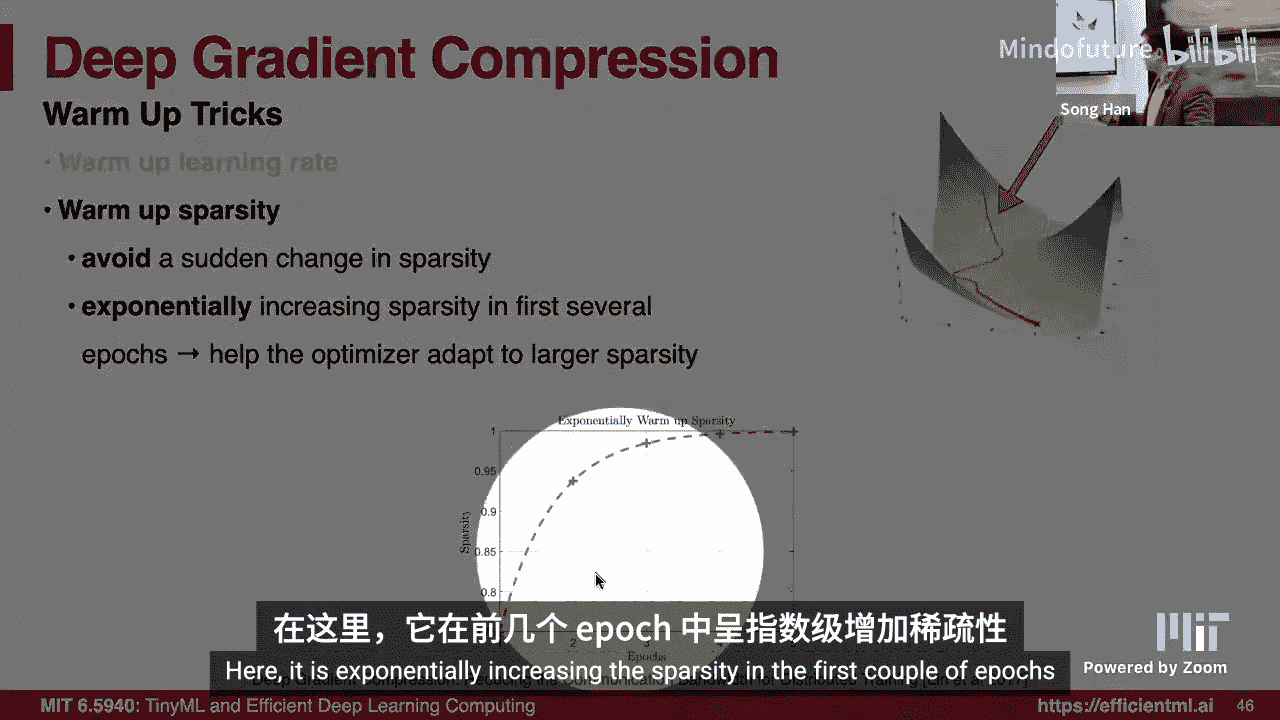 Deep Gradient Compression
Mindofuture
bilibili
Song Han
Warm Up Tricks
• Warm up learning rate
• Warm up sparsity
• avoid a sudden change in sparsity
• exponentially increasing sparsity in first several
epochs → help the optimizer adapt to larger sparsity
Exponentially Warm up Sparsity
1
0.95
0.9
0.85
0.8
Sparsity
Epochs
在这里，它在前几个 epoch 中呈指数级增加稀疏性
Here, it is exponentially increasing the sparsity in the first couple of epochs
MIT
Powered by Zoom
MIT 6.5940: TinyML and Efficient Deep Learning Computing
https://efficientml.ai
46